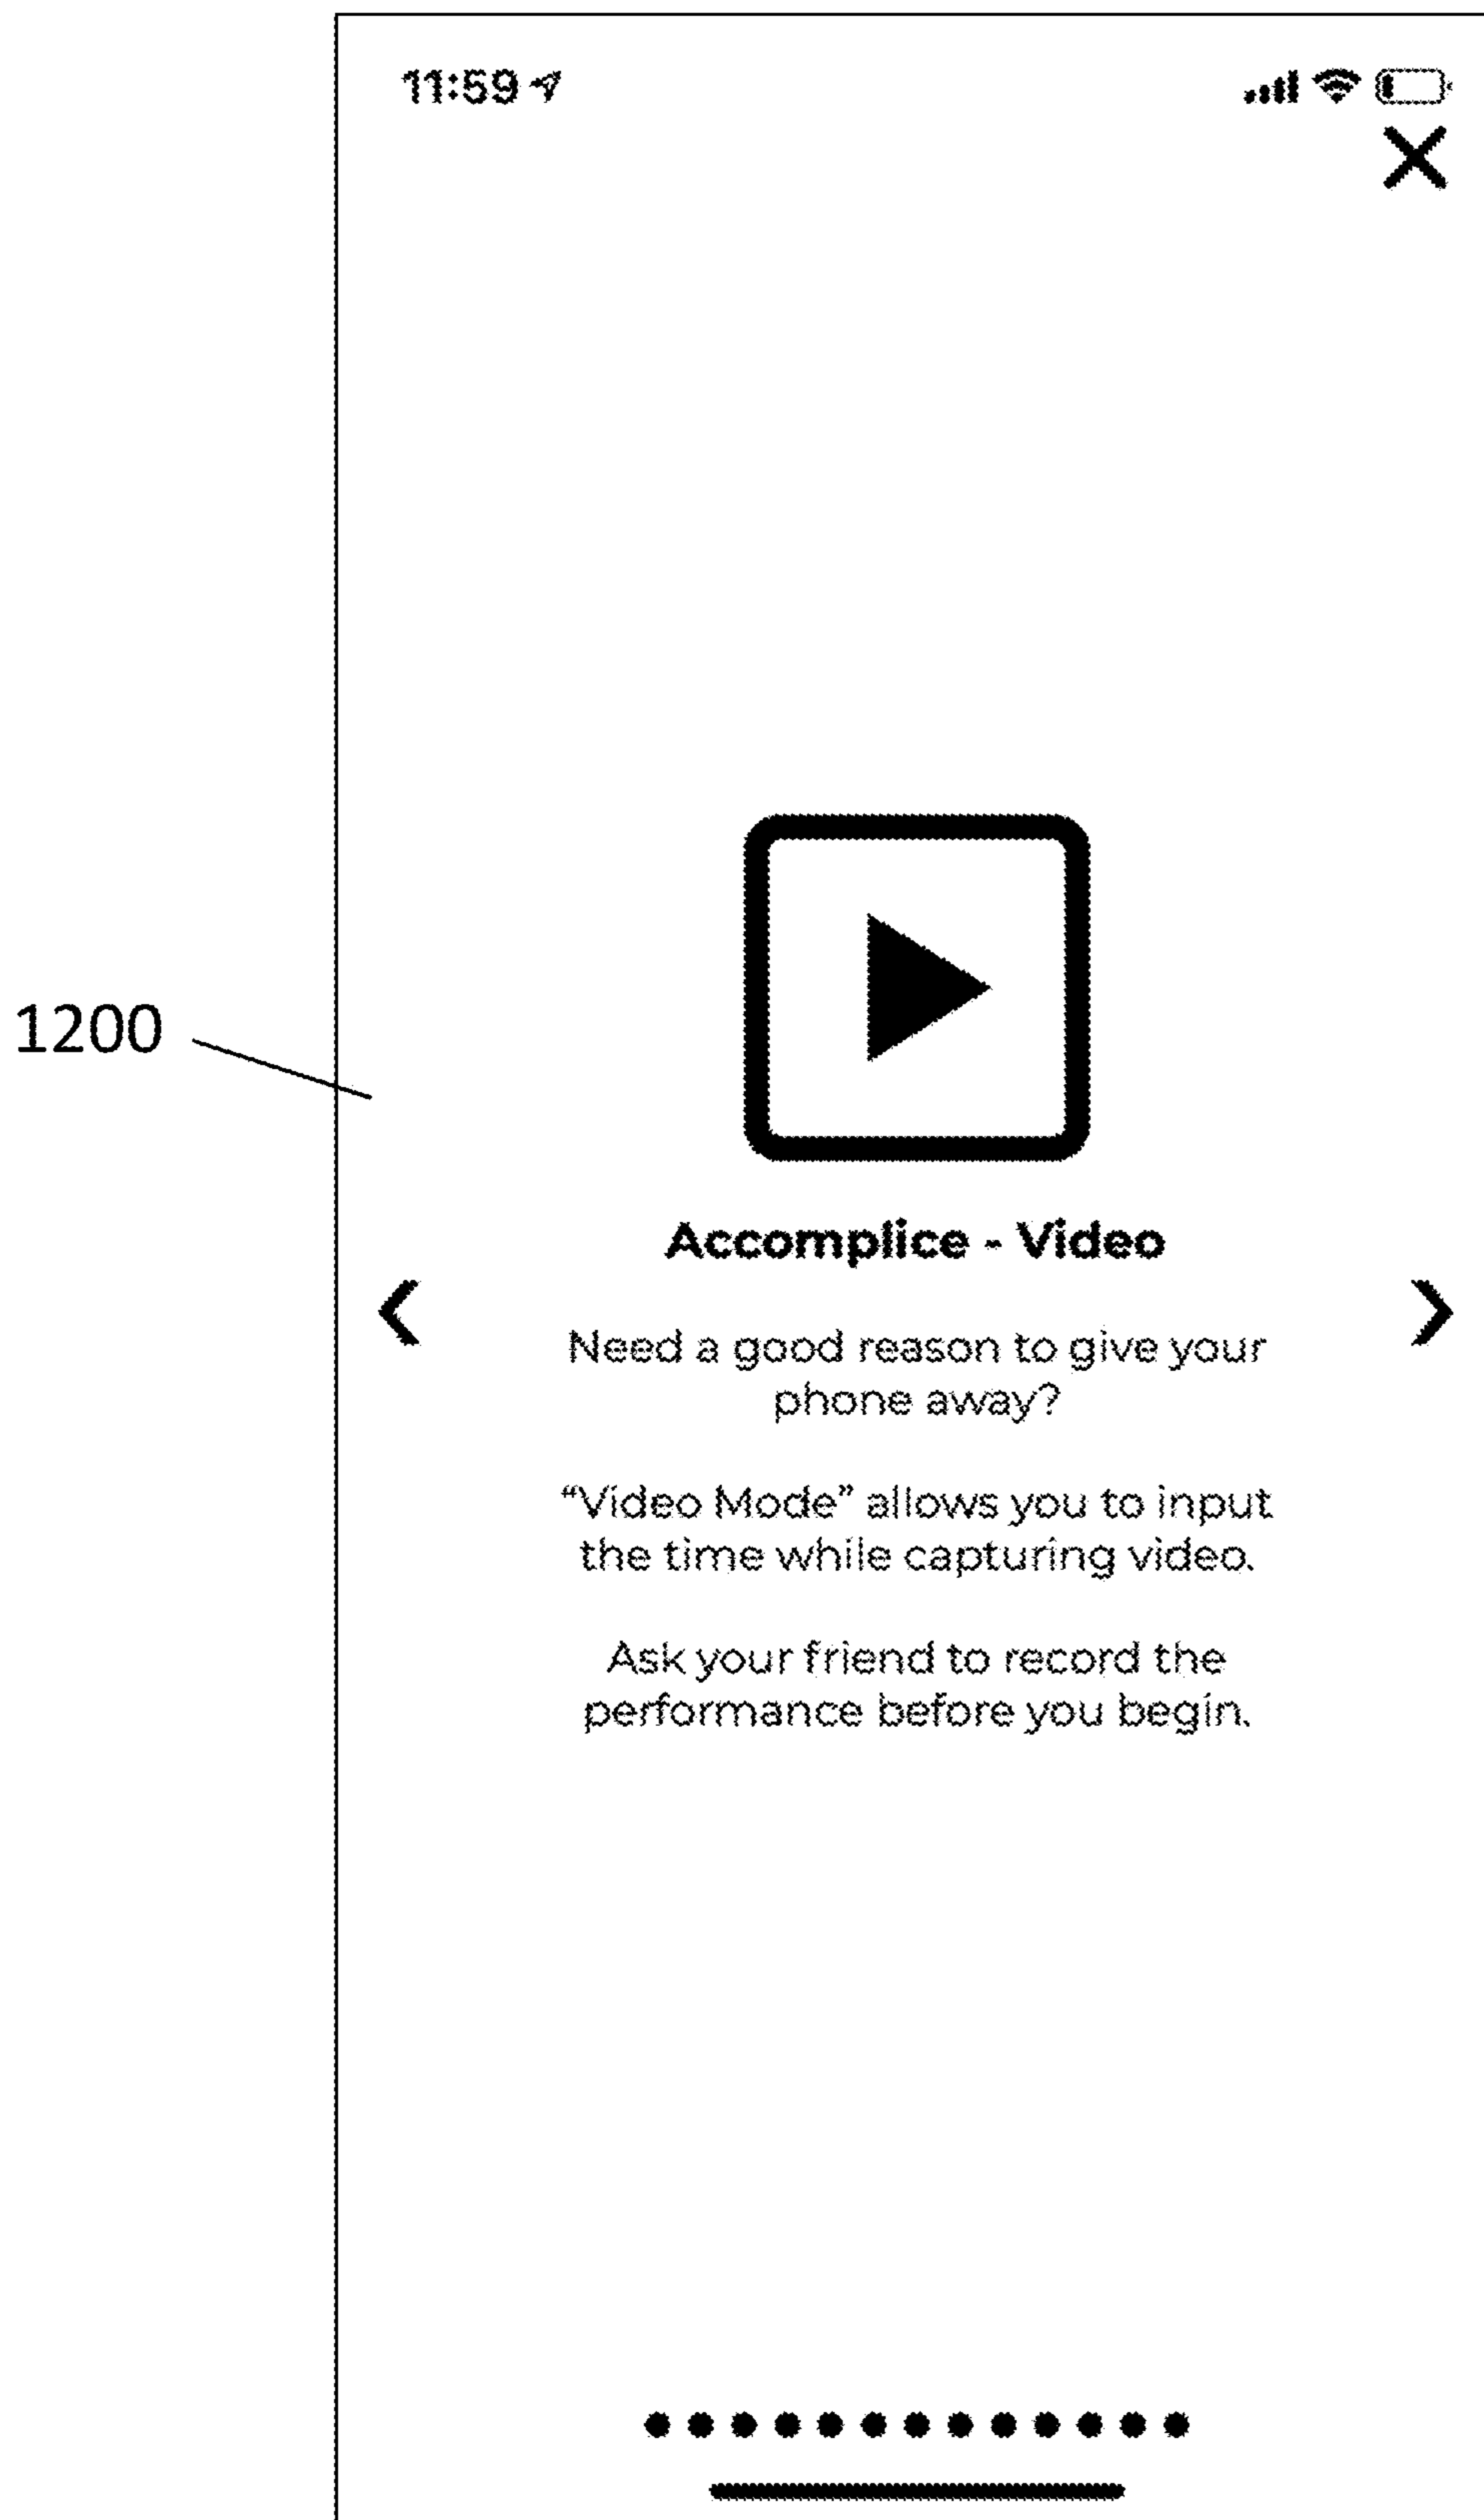 11:59
1200
Accomplice - Video
Need a good reason to give your
phone away?
“Video Mode” allows you to input
the time while capturing video.
Ask your friend to record the
performance before you begin.